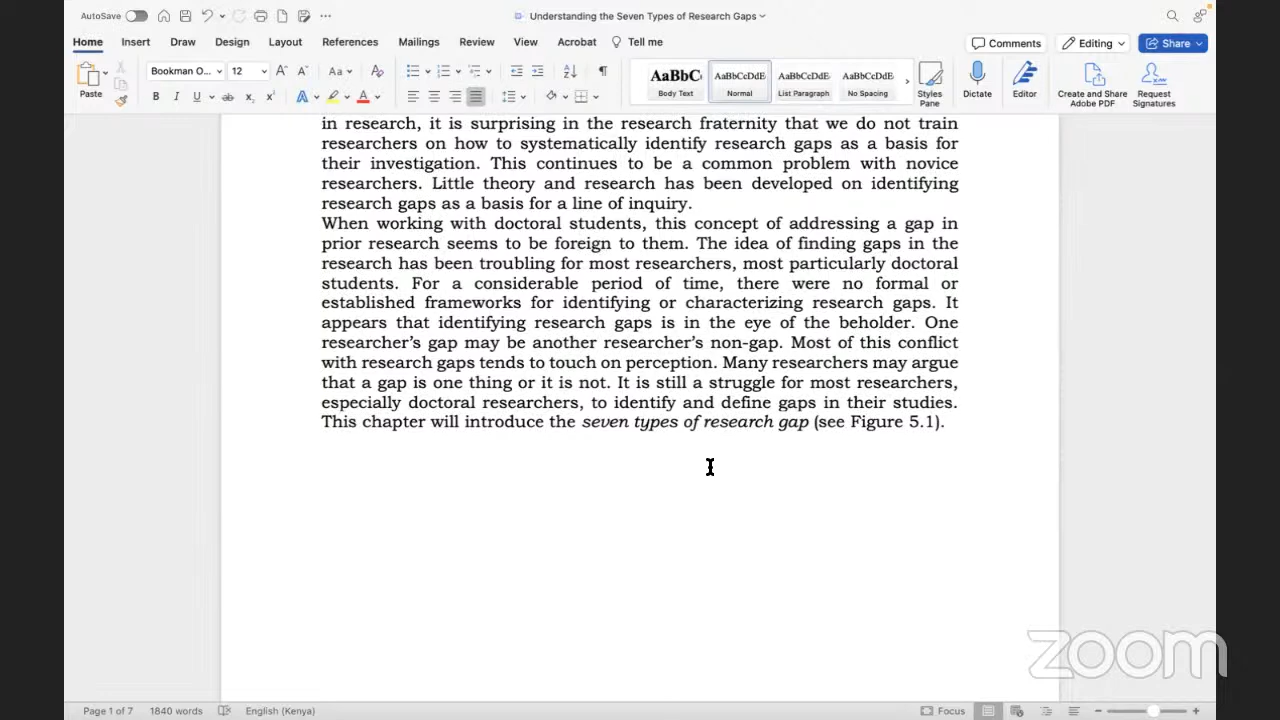 AutoSave
Understanding the Seven Types of Research Gaps
Home Insert Draw Design Layout References Mailings Review View Acrobat Tell me
Comments Editing Share
Paste
Bookman O... 12
AaBbC AaBbCcDdE AaBbCcDdEe AaBbCcDdEe
Body Text Normal List Paragraph No Spacing
Styles Pane
Dictate
Editor
Create and Share Adobe PDF
Request Signatures
in research, it is surprising in the research fraternity that we do not train
researchers on how to systematically identify research gaps as a basis for
their investigation. This continues to be a common problem with novice
researchers. Little theory and research has been developed on identifying
research gaps as a basis for a line of inquiry.
When working with doctoral students, this concept of addressing a gap in
prior research seems to be foreign to them. The idea of finding gaps in the
research has been troubling for most researchers, most particularly doctoral
students. For a considerable period of time, there were no formal or
established frameworks for identifying or characterizing research gaps. It
appears that identifying research gaps is in the eye of the beholder. One
researcher’s gap may be another researcher’s non-gap. Most of this conflict
with research gaps tends to touch on perception. Many researchers may argue
that a gap is one thing or it is not. It is still a struggle for most researchers,
especially doctoral researchers, to identify and define gaps in their studies.
This chapter will introduce the seven types of research gap (see Figure 5.1).
zoom
Page 1 of 7 1840 words English (Kenya) Focus